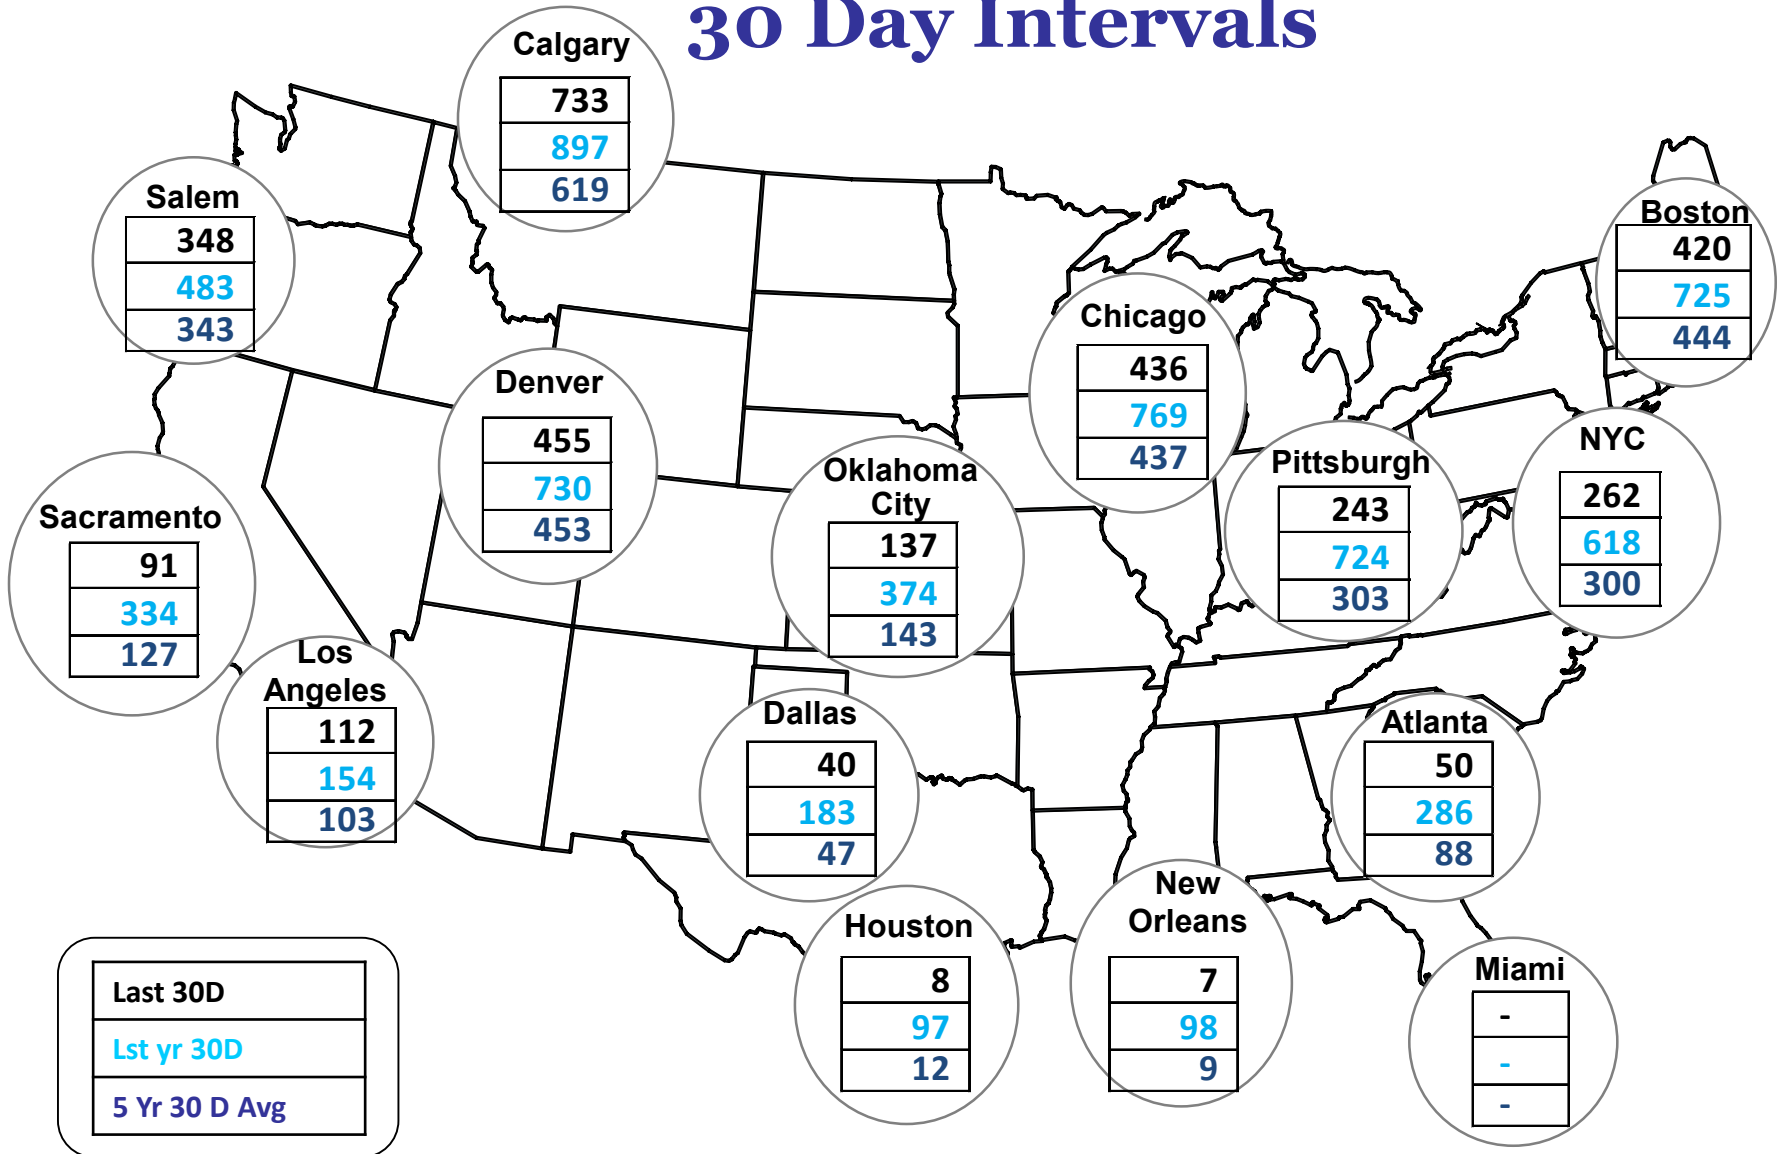 30 Day Intervals
Calgary
733
897
619
Salem
348
483
343
Boston
420
725
444
Chicago
436
769
437
Denver
455
730
453
NYC
262
618
300
Pittsburgh
243
724
303
Oklahoma
City
137
374
143
Sacramento
91
334
127
Los
Angeles
112
154
103
Dallas
40
183
47
Atlanta
50
286
88
New
Orleans
7
98
9
Houston
8
97
12
Miami
-
-
-
Last 30D
Lst yr 30D
5 Yr 30 D Avg